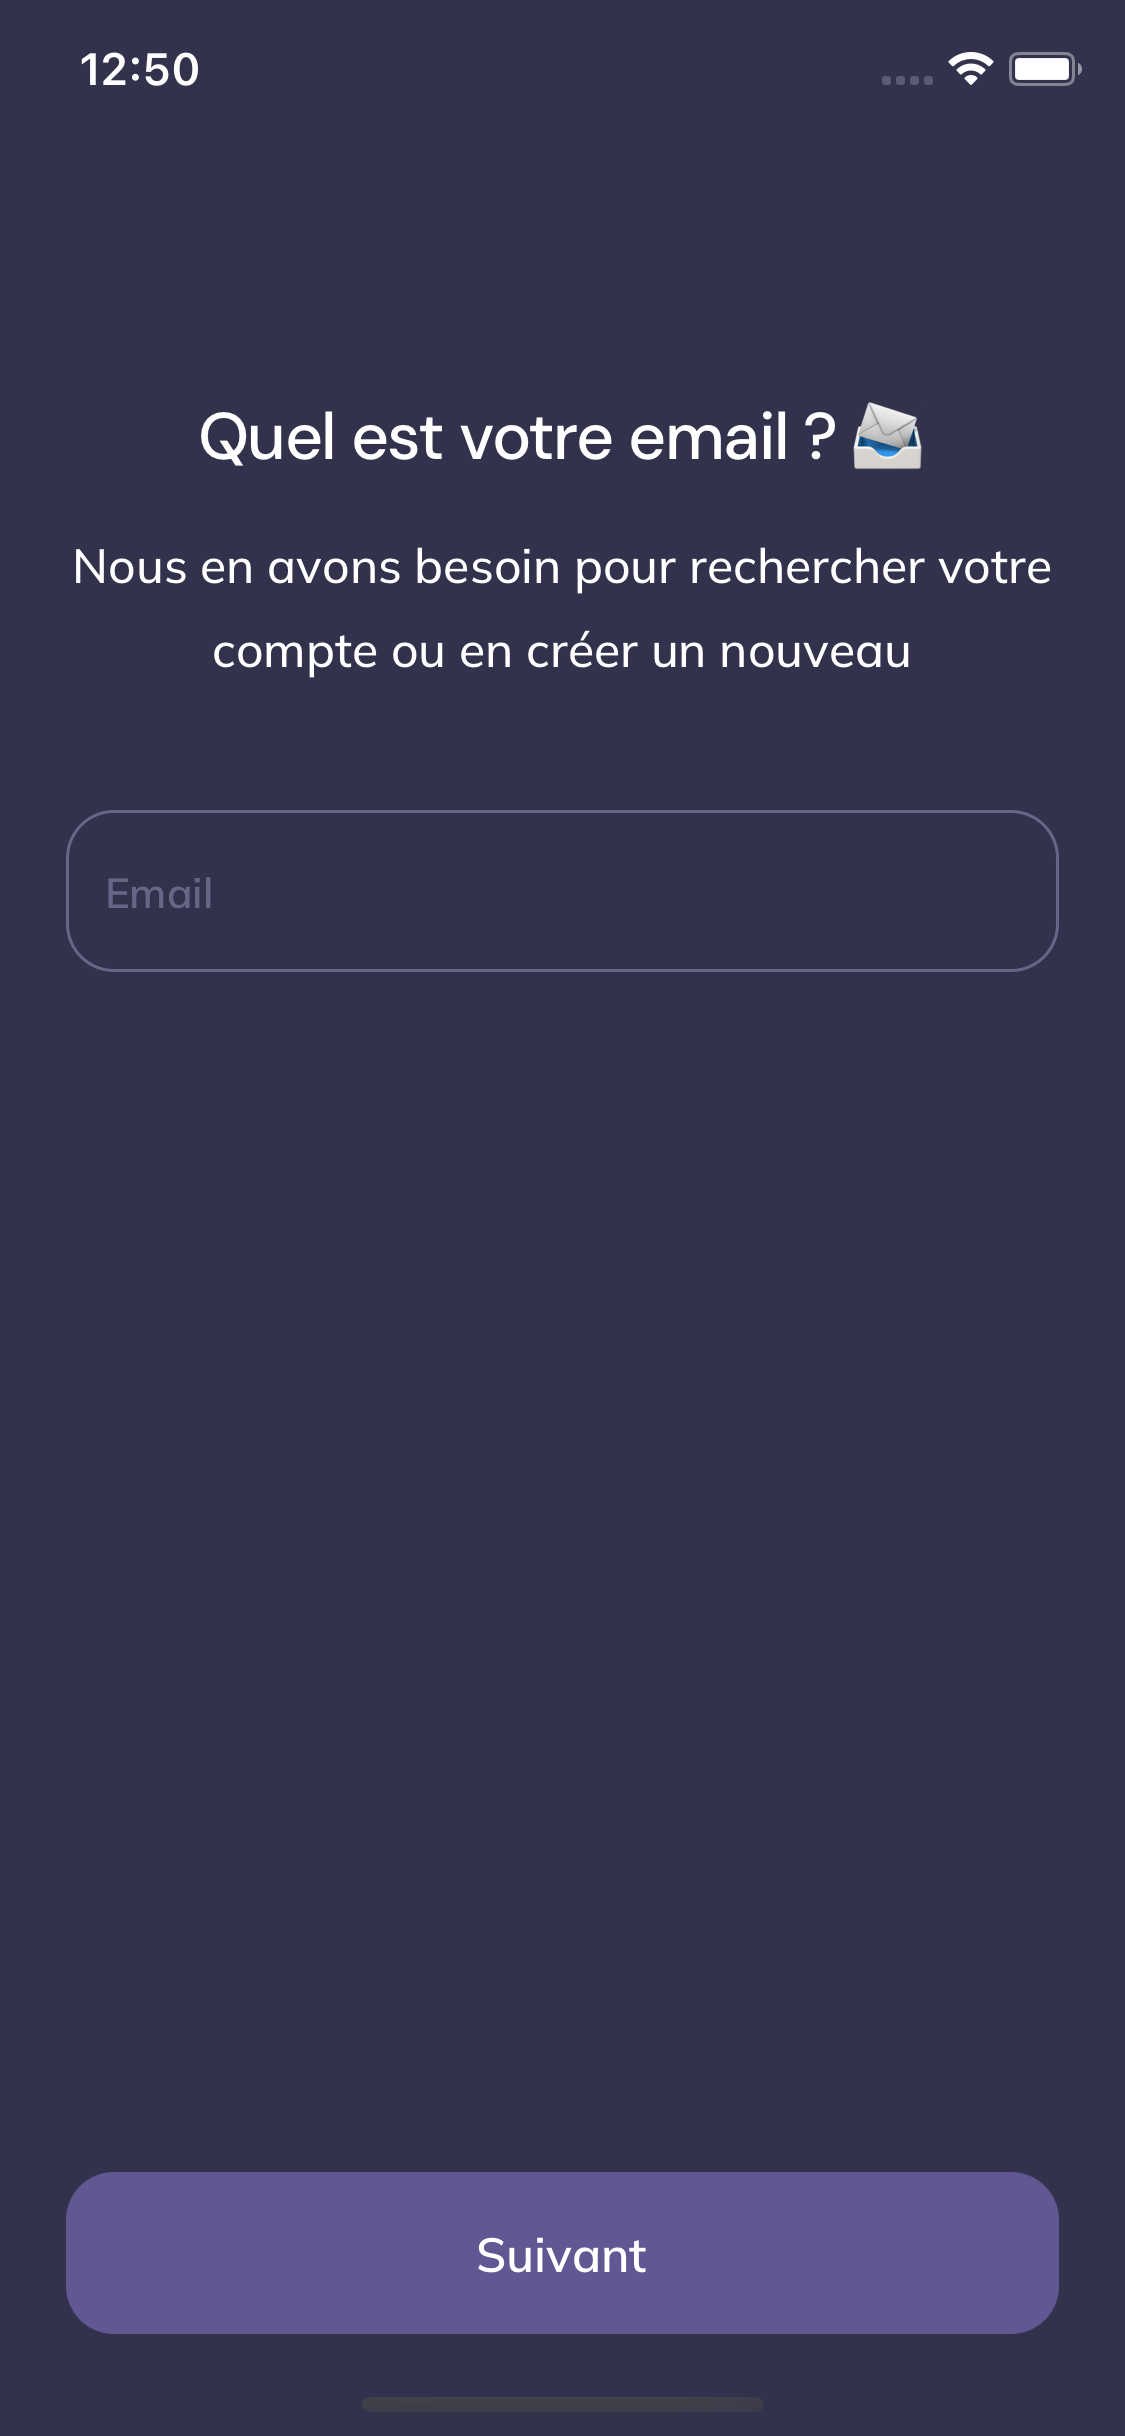 12:50
Quel est votre email ? 📨
Nous en avons besoin pour rechercher votre
compte ou en créer un nouveau
Email
Suivant